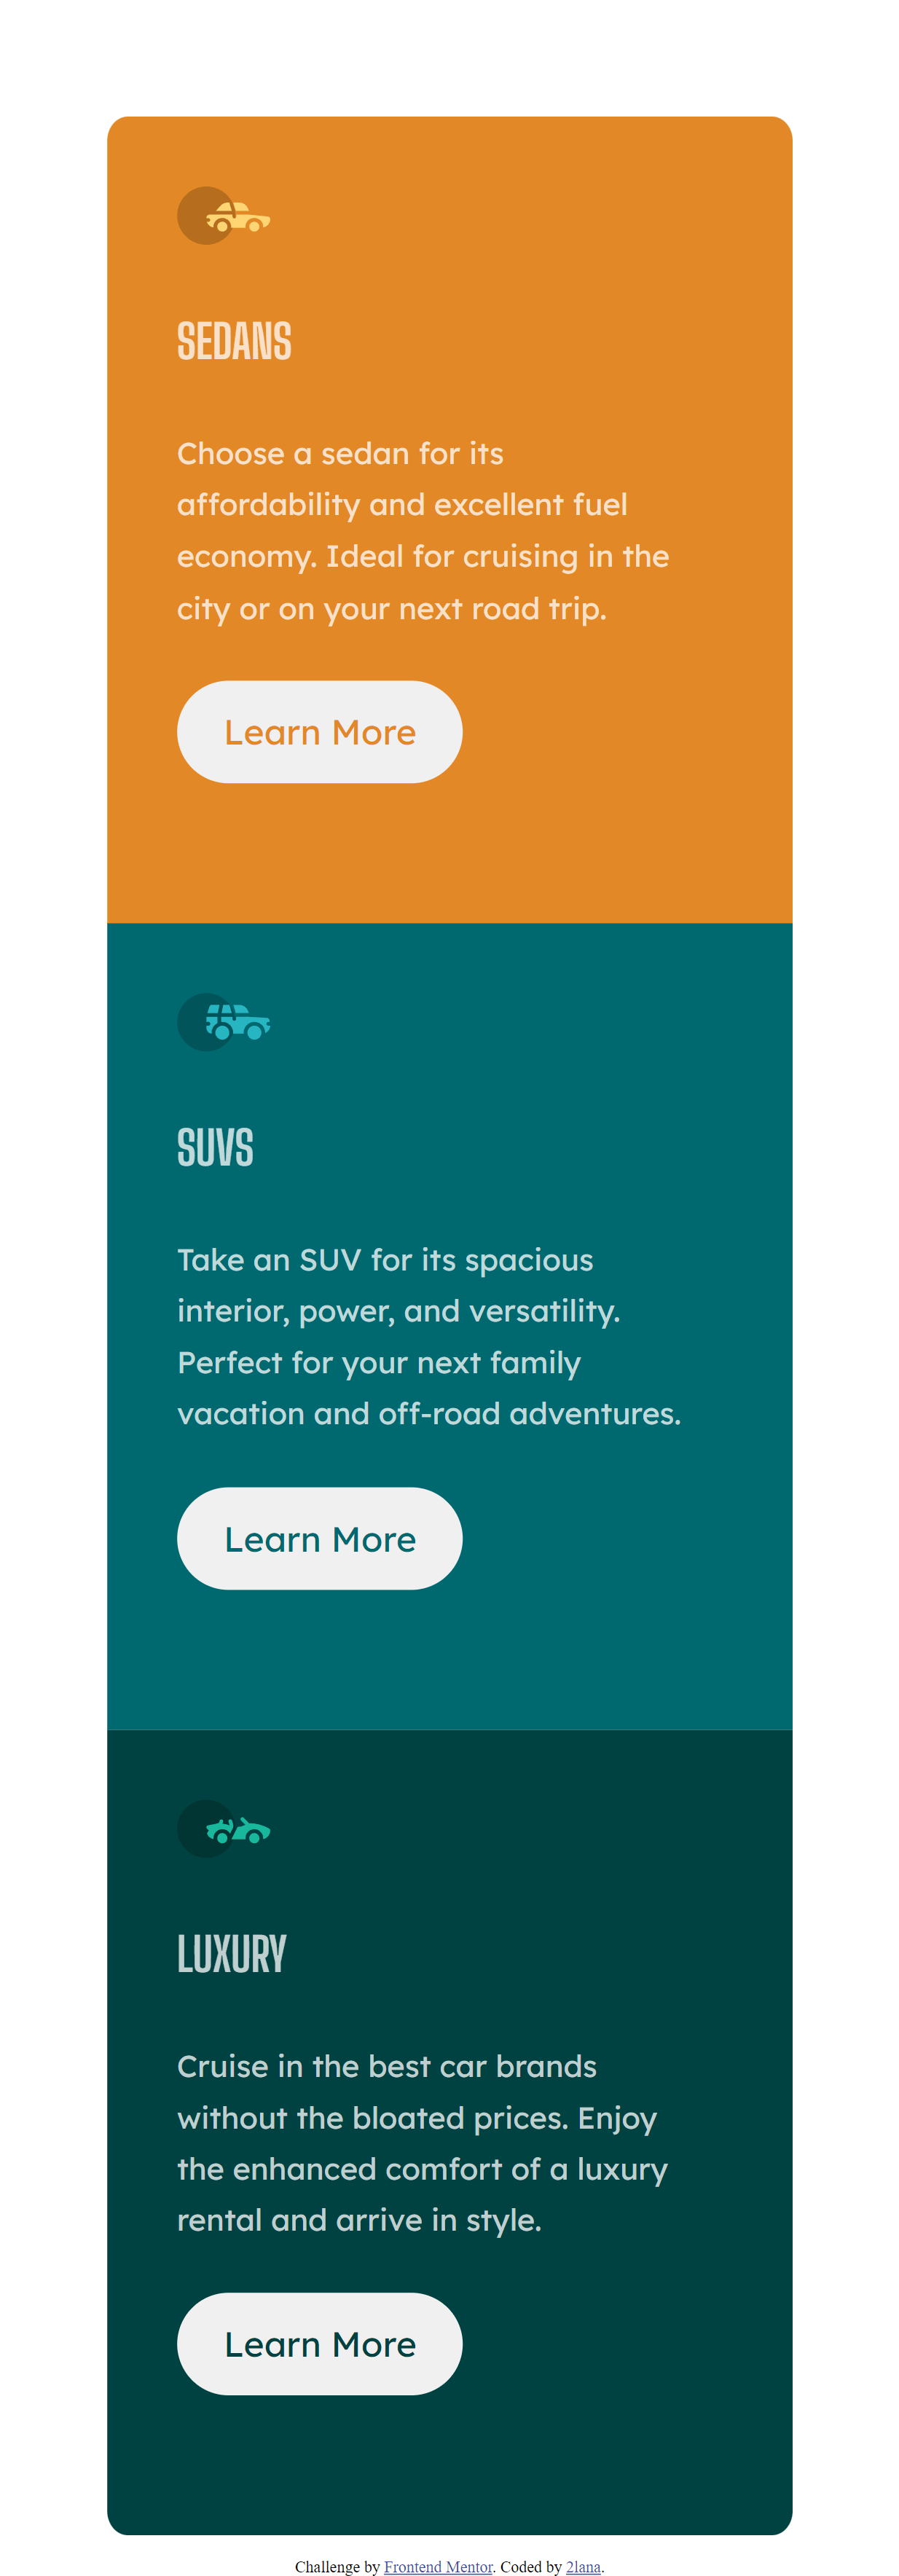 SEDANS
Choose a sedan for its
affordability and excellent fuel
economy. Ideal for cruising in the
city or on your next road trip.
Learn More
SUVS
Take an SUV for its spacious
interior, power, and versatility.
Perfect for your next family
vacation and off-road adventures.
Learn More
LUXURY
Cruise in the best car brands
without the bloated prices. Enjoy
the enhanced comfort of a luxury
rental and arrive in style.
Learn More
Challenge by Frontend Mentor. Coded by 2lana.